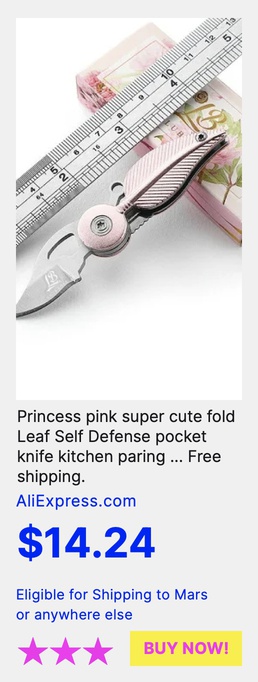 Princess pink super cute fold
Leaf Self Defense pocket
knife kitchen paring ... Free
shipping.
AliExpress.com
$14.24
Eligible for Shipping to Mars
or anywhere else
BUY NOW!